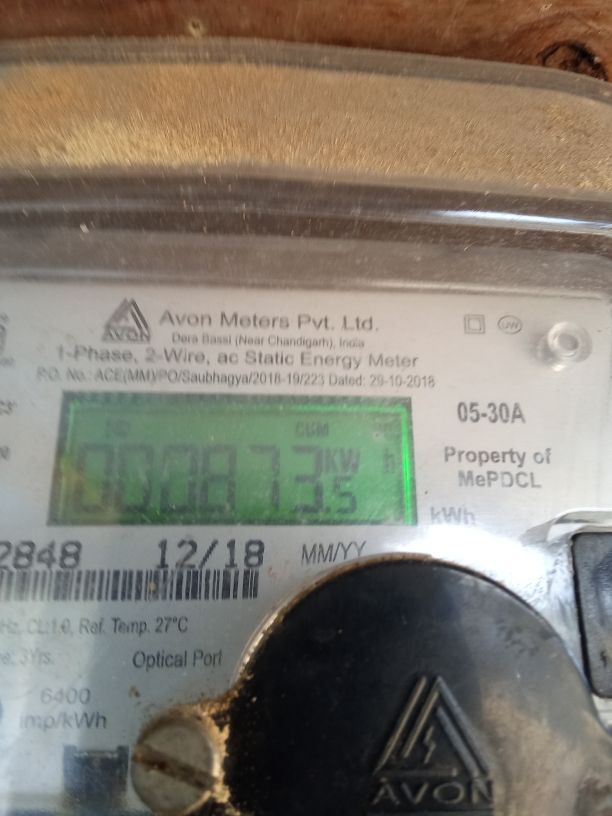 AVON
Avon Meters Pvt. Ltd.
Dera Bassi (Near Chandigarh), India
1-Phase, 2-Wire, ac Static Energy Meter
P.O. No.: ACE(MM)/PO/Saubhagya/2018-19/223 Dated: 29-10-2018
05-30A
CUM
000873.5 KWh
Property of
MePDCL
kWh
2848 12/18 MM/YY
Hz, CL:1.0, Ref. Temp. 27°C
3Yrs. Optical Port
6400
imp/kWh
AVON